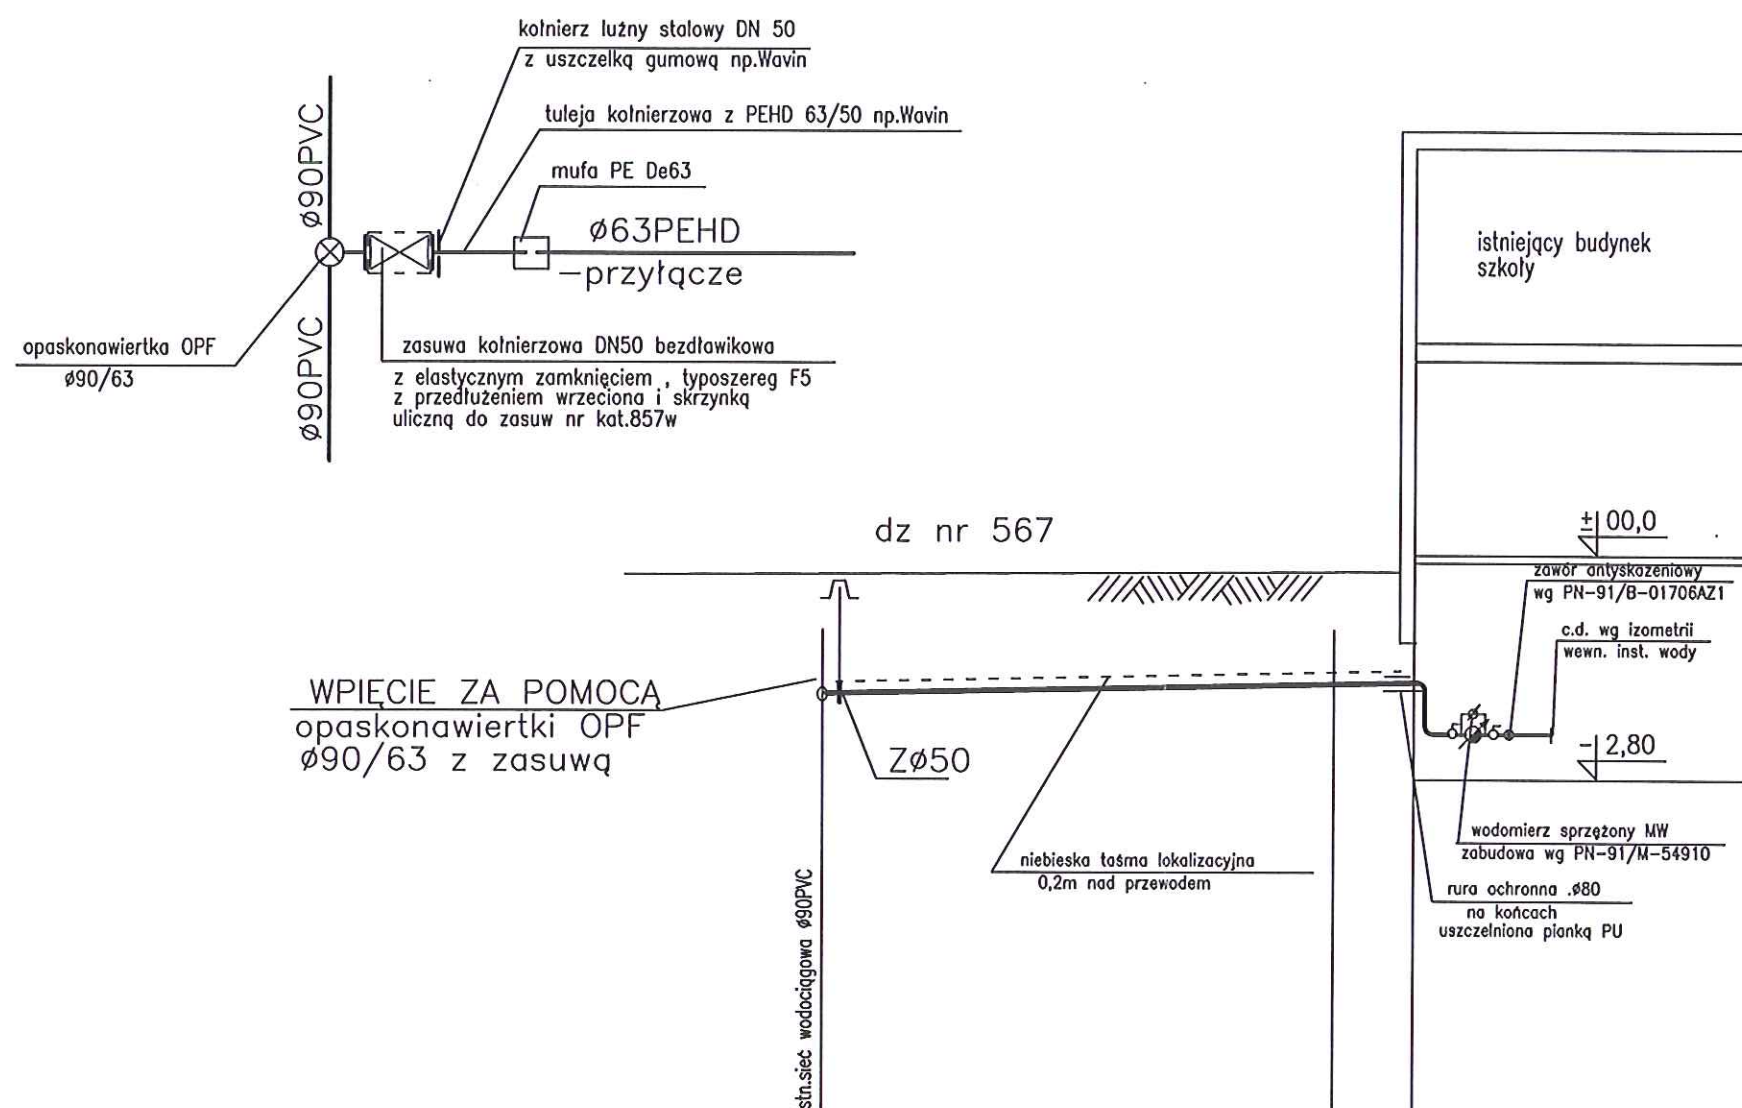 kołnierz luźny stalowy DN 50
z uszczelką gumową np.Wavin
tuleja kołnierzowa z PEHD 63/50 np.Wavin
mufa PE De63
ø90PVC
ø63PEHD
-przyłącze
istniejący budynek
szkoły
opaskonawiertka OPF
ø90/63
ø90PVC
zasuwa kołnierzowa DN50 bezdławikowa
z elastycznym zamknięciem , typoszereg F5
z przedłużeniem wrzeciona i skrzynką
uliczną do zasuw nr kat.857w
dz nr 567
± 00,0
zawór antyskażeniowy
wg PN-91/B-01706AZ1
c.d. wg izometrii
wewn. inst. wody
WPIĘCIE ZA POMOCĄ
opaskonawiertki OPF
ø90/63 z zasuwą
Zø50
- 2,80
wodomierz sprzężony MW
zabudowa wg PN-91/M-54910
niebieska taśma lokalizacyjna
0,2m nad przewodem
rura ochronna .ø80
na końcach
uszczelniona pianką PU
stn.sieć wodociągowa ø90PVC